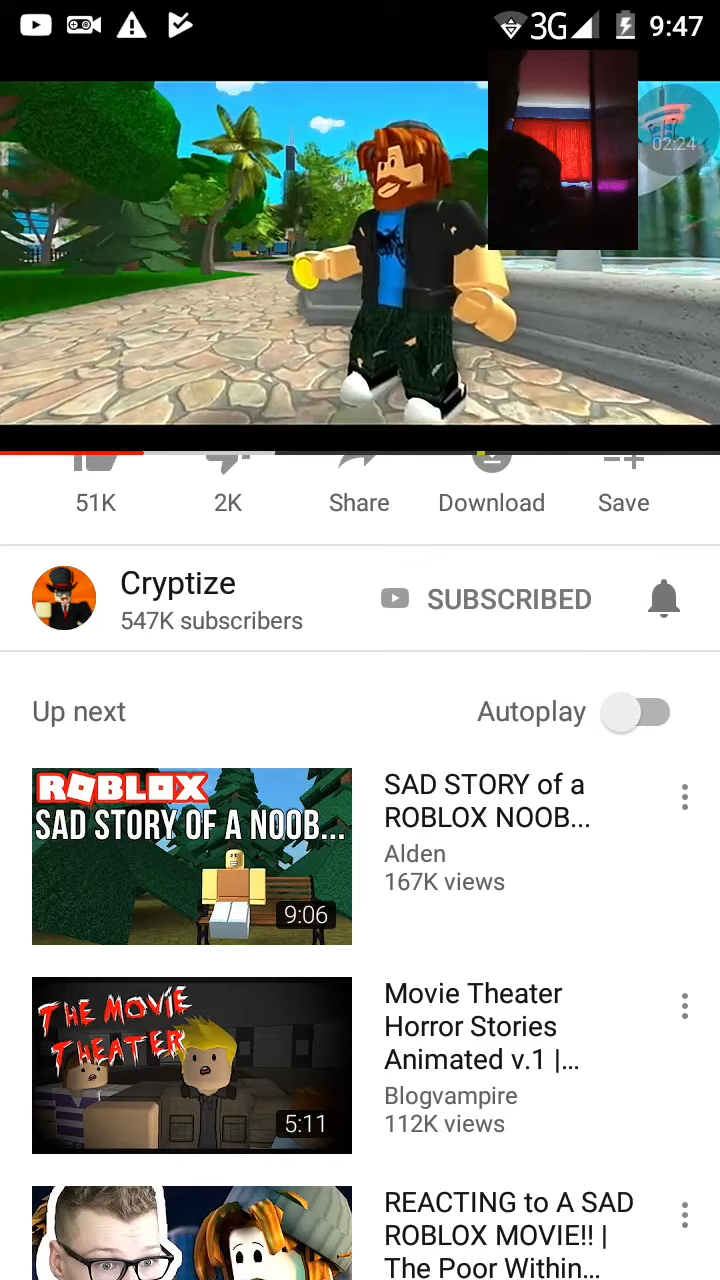 3G 9:47
02:24
51K 2K Share Download Save
Cryptize
547K subscribers
SUBSCRIBED
Up next Autoplay
ROBLOX
SAD STORY OF A NOOB...
9:06
SAD STORY of a
ROBLOX NOOB...
Alden
167K views
THE MOVIE
THEATER
5:11
Movie Theater
Horror Stories
Animated v.1 |...
Blogvampire
112K views
REACTING to A SAD
ROBLOX MOVIE!! |
The Poor Within...